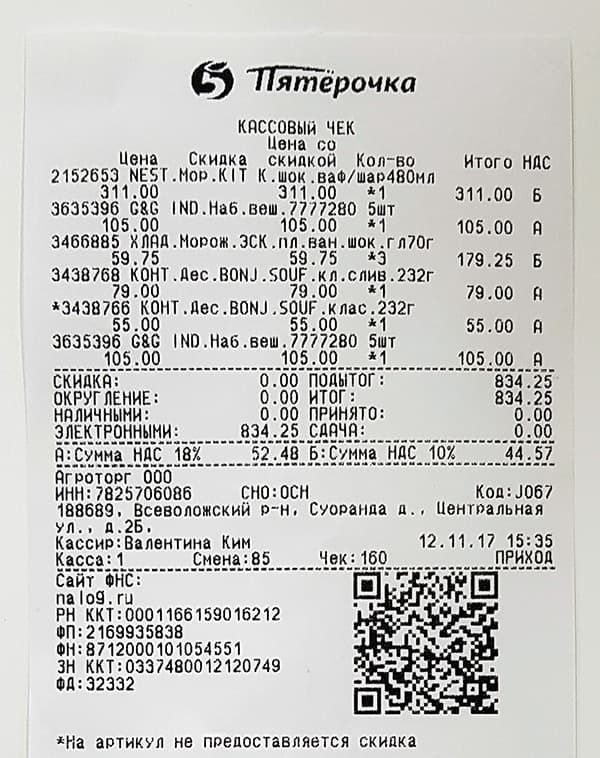 5 Пятёрочка
КАССОВЫЙ ЧЕК
Цена со
Цена Скидка скидкой Кол-во Итого НДС
2152653 NEST.Мор.KIT К.шок.ваф/шар480мл
311.00 311.00 *1 311.00 Б
3635396 G&G IND.Наб.веш.7777280 5шт
105.00 105.00 *1 105.00 А
3466885 ХЛАД.Морож.ЭСК.пл.ван.шок.гл70г
59.75 59.75 *3 179.25 Б
3438768 КОНТ.Дес.BONJ.SOUF.кл.слив.232г
79.00 79.00 *1 79.00 А
*3438766 КОНТ.Дес.BONJ.SOUF.клас.232г
55.00 55.00 *1 55.00 А
3635396 G&G IND.Наб.веш.7777280 5шт
105.00 105.00 *1 105.00 А
СКИДКА: 0.00 ПОДЫТОГ: 834.25
ОКРУГЛЕНИЕ: 0.00 ИТОГ: 834.25
НАЛИЧНЫМИ: 0.00 ПРИНЯТО: 0.00
ЭЛЕКТРОННЫМИ: 834.25 СДАЧА: 0.00
А:Сумма НДС 18% 52.48 Б:Сумма НДС 10% 44.57
Агроторг ООО
ИНН:7825706086 СНО:ОСН Код:J067
188689, Всеволожский р-н, Суоранда д., Центральная
ул., д.2Б,
Кассир:Валентина Ким 12.11.17 15:35
Касса:1 Смена:85 Чек:160 ПРИХОД
Сайт ФНС:
nalog.ru
РН ККТ:0001166159016212
ФП:2169935838
ФН:8712000101054551
ЗН ККТ:0337480012120749
ФД:32332
*На артикул не предоставляется скидка